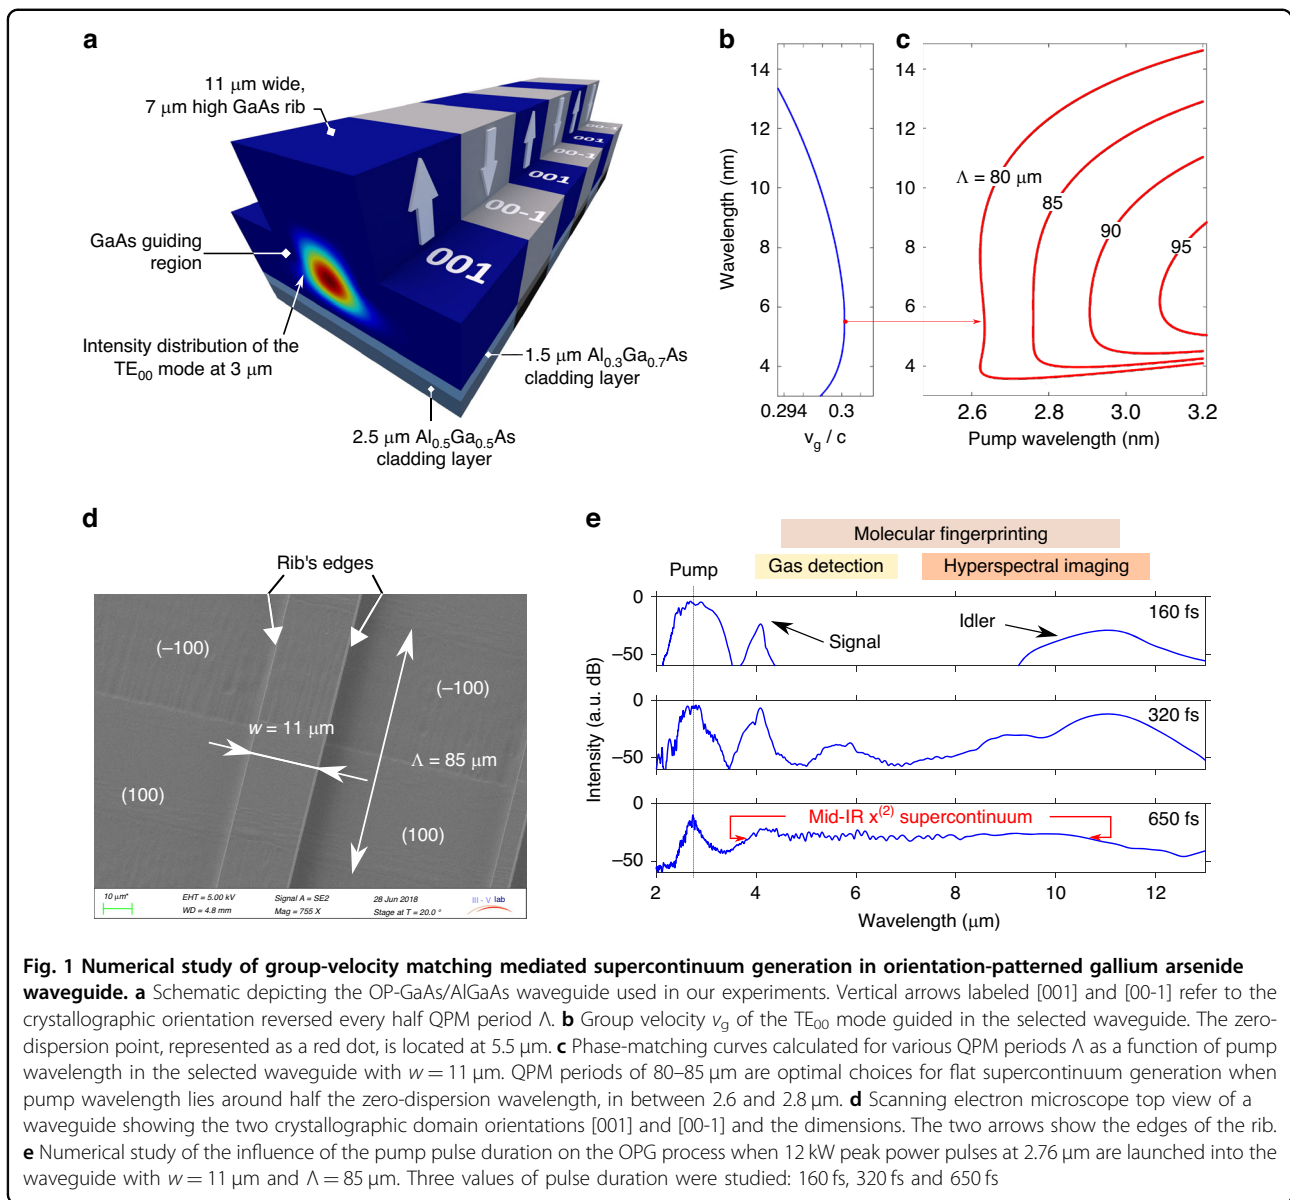 a
11 μm wide,
7 μm high GaAs rib
GaAs guiding
region
Intensity distribution of the
TE00 mode at 3 μm
001
00-1
001
00-1
001
00-1
1.5 μm Al0.3Ga0.7As
cladding layer
2.5 μm Al0.5Ga0.5As
cladding layer
b
14
12
10
8
6
4
Wavelength (nm)
0.294
0.3
vg / c
c
14
12
10
8
6
4
Λ = 80 μm
85
90
95
2.6
2.8
3.0
3.2
Pump wavelength (nm)
d
Rib's edges
(−100)
(−100)
w = 11 μm
Λ = 85 μm
(100)
(100)
10 μm*
EHT = 5.00 kV
WD = 4.8 mm
Signal A = SE2
Mag = 755 X
28 Jun 2018
Stage at T = 20.0 °
III - V lab
e
Molecular fingerprinting
Gas detection
Hyperspectral imaging
Pump
0
−50
160 fs
Signal
Idler
0
−50
320 fs
0
−50
650 fs
Mid-IR x(2) supercontinuum
Intensity (a.u. dB)
2
4
6
8
10
12
Wavelength (μm)
Fig. 1 Numerical study of group-velocity matching mediated supercontinuum generation in orientation-patterned gallium arsenide
waveguide. a Schematic depicting the OP-GaAs/AlGaAs waveguide used in our experiments. Vertical arrows labeled [001] and [00-1] refer to the
crystallographic orientation reversed every half QPM period Λ. b Group velocity vg of the TE00 mode guided in the selected waveguide. The zero-
dispersion point, represented as a red dot, is located at 5.5 μm. c Phase-matching curves calculated for various QPM periods Λ as a function of pump
wavelength in the selected waveguide with w = 11 μm. QPM periods of 80–85 μm are optimal choices for flat supercontinuum generation when
pump wavelength lies around half the zero-dispersion wavelength, in between 2.6 and 2.8 μm. d Scanning electron microscope top view of a
waveguide showing the two crystallographic domain orientations [001] and [00-1] and the dimensions. The two arrows show the edges of the rib.
e Numerical study of the influence of the pump pulse duration on the OPG process when 12 kW peak power pulses at 2.76 μm are launched into the
waveguide with w = 11 μm and Λ = 85 μm. Three values of pulse duration were studied: 160 fs, 320 fs and 650 fs